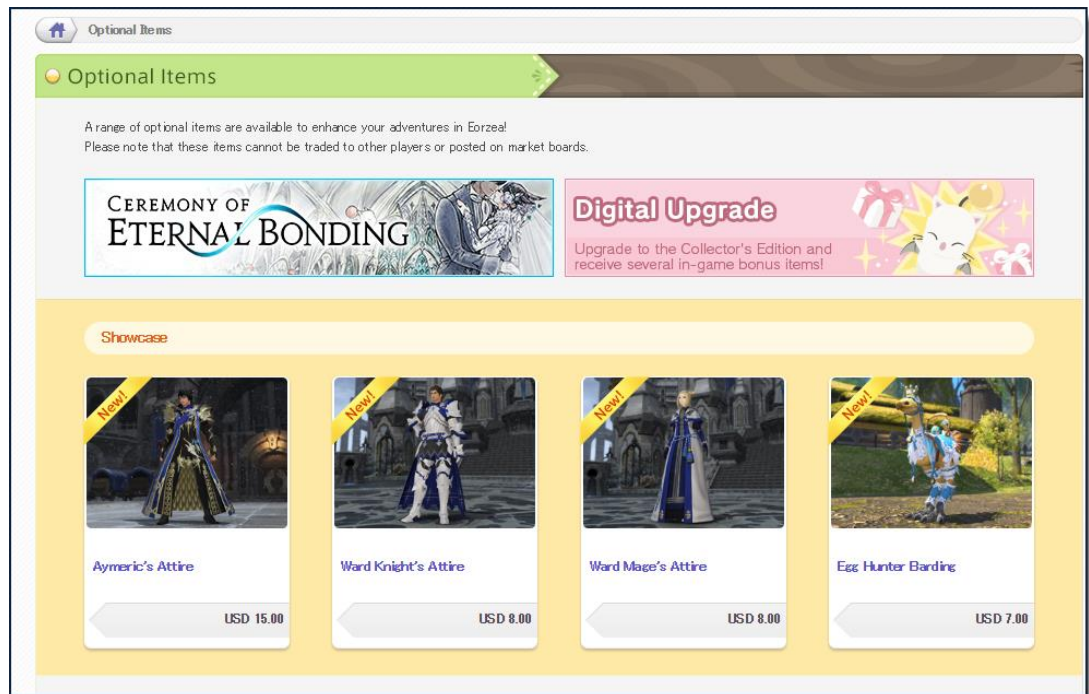 Optional Items
Optional Items
A range of optional items are available to enhance your adventures in Eorzea!
Please note that these items cannot be traded to other players or posted on market boards.
CEREMONY OF
ETERNAL BONDING
Digital Upgrade
Upgrade to the Collector's Edition and
receive several in-game bonus items!
Showcase
New!
New!
New!
New!
Aymeric's Attire
Ward Knight's Attire
Ward Mage's Attire
Egg Hunter Barding
USD 15.00
USD 8.00
USD 8.00
USD 7.00